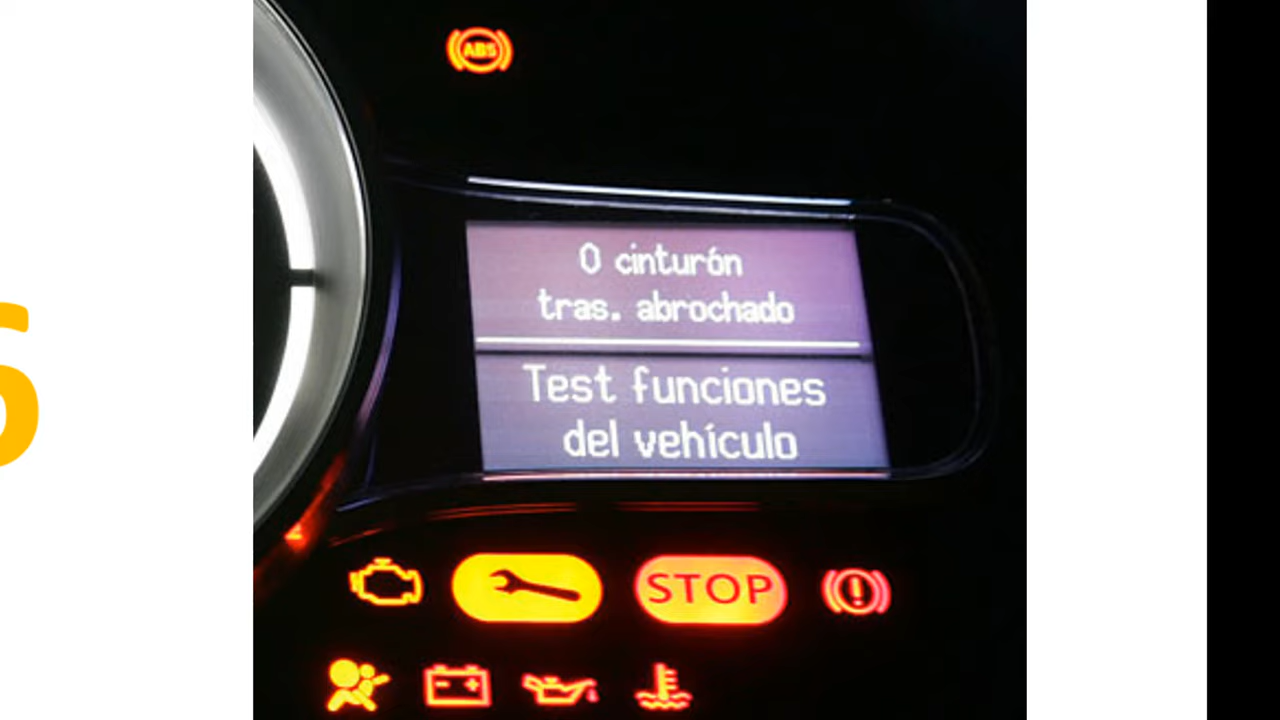 ABS
0 cinturón
tras. abrochado
Test funciones
del vehículo
STOP